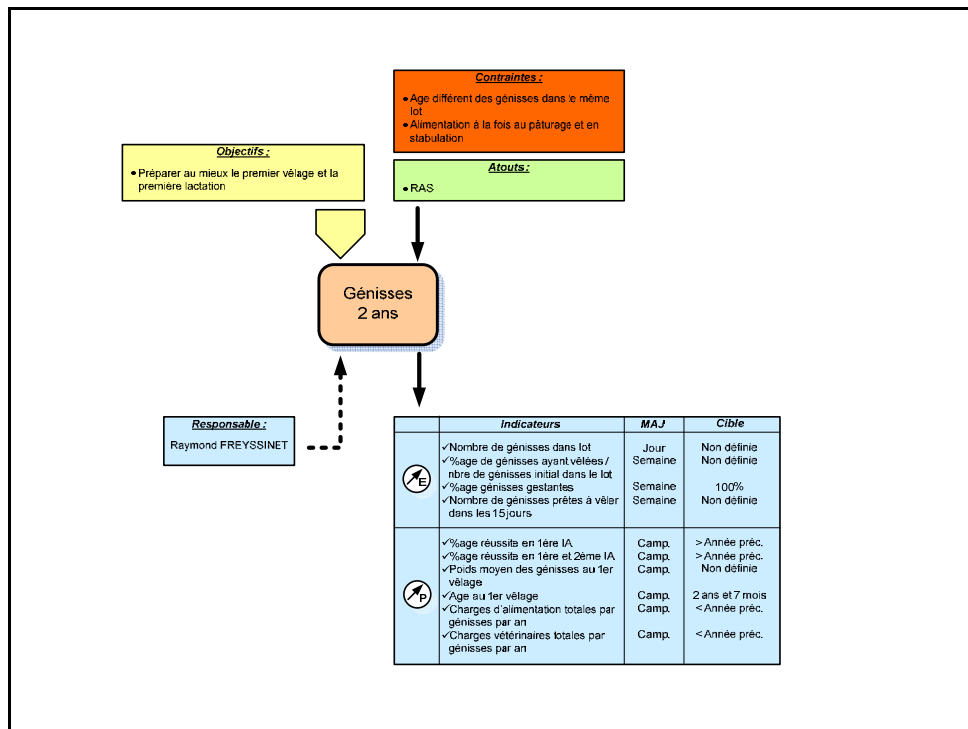 Contraintes :
• Age différent des génisses dans le même
lot
• Alimentation à la fois au pâturage et en
stabulation
Objectifs :
• Préparer au mieux le premier vêlage et la
première lactation
Atouts :
• RAS
Génisses
2 ans
Responsable :
Raymond FREYSSINET
Indicateurs MAJ Cible
E
✓Nombre de génisses dans lot Jour Non définie
✓%age de génisses ayant vêlées / Semaine Non définie
nbre de génisses initial dans le lot
✓%age génisses gestantes Semaine 100%
✓Nombre de génisses prêtes à vêler Semaine Non définie
dans les 15 jours
P
✓%age réussite en 1ère IA Camp. > Année préc.
✓%age réussite en 1ère et 2ème IA Camp. > Année préc.
✓Poids moyen des génisses au 1er Camp. Non définie
vêlage
✓Age au 1er vêlage Camp. 2 ans et 7 mois
✓Charges d'alimentation totales par Camp. < Année préc.
génisses par an
✓Charges vétérinaires totales par Camp. < Année préc.
génisses par an